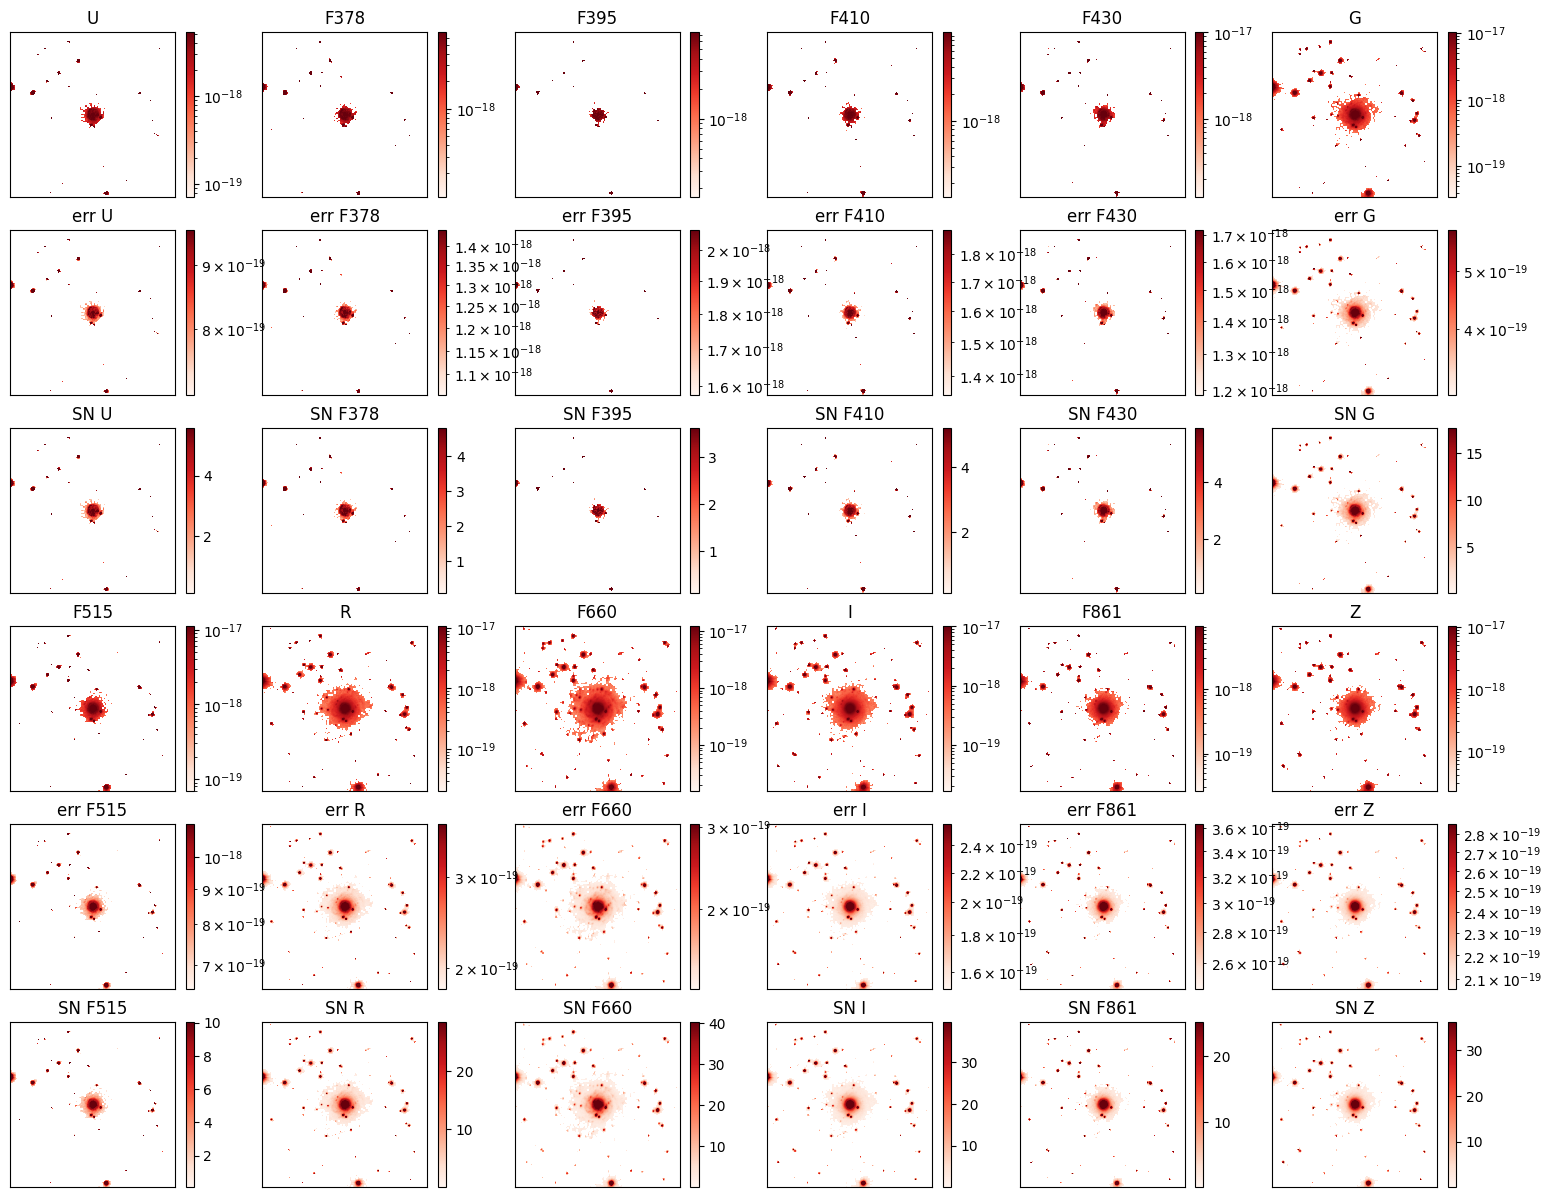 U F378 F395 F410 F430 G
10⁻¹⁸ 10⁻¹⁹
10⁻¹⁸
10⁻¹⁸
10⁻¹⁸
10⁻¹⁷ 10⁻¹⁸
10⁻¹⁷ 10⁻¹⁸ 10⁻¹⁹
err U err F378 err F395 err F410 err F430 err G
9 × 10⁻¹⁹ 8 × 10⁻¹⁹
1.4 × 10⁻¹⁸ 1.35 × 10⁻¹⁸ 1.3 × 10⁻¹⁸ 1.25 × 10⁻¹⁸ 1.2 × 10⁻¹⁸ 1.15 × 10⁻¹⁸ 1.1 × 10⁻¹⁸
2 × 10⁻¹⁸ 1.9 × 10⁻¹⁸ 1.8 × 10⁻¹⁸ 1.7 × 10⁻¹⁸ 1.6 × 10⁻¹⁸
1.8 × 10⁻¹⁸ 1.7 × 10⁻¹⁸ 1.6 × 10⁻¹⁸ 1.5 × 10⁻¹⁸ 1.4 × 10⁻¹⁸
1.7 × 10⁻¹⁸ 1.6 × 10⁻¹⁸ 1.5 × 10⁻¹⁸ 1.4 × 10⁻¹⁸ 1.3 × 10⁻¹⁸ 1.2 × 10⁻¹⁸
5 × 10⁻¹⁹ 4 × 10⁻¹⁹
SN U SN F378 SN F395 SN F410 SN F430 SN G
4 2
4 3 2 1
3 2 1
4 2
4 2
15 10 5
F515 R F660 I F861 Z
10⁻¹⁷ 10⁻¹⁸ 10⁻¹⁹
10⁻¹⁷ 10⁻¹⁸ 10⁻¹⁹
10⁻¹⁷ 10⁻¹⁸ 10⁻¹⁹
10⁻¹⁷ 10⁻¹⁸ 10⁻¹⁹
10⁻¹⁸ 10⁻¹⁹
10⁻¹⁷ 10⁻¹⁸ 10⁻¹⁹
err F515 err R err F660 err I err F861 err Z
10⁻¹⁸ 9 × 10⁻¹⁹ 8 × 10⁻¹⁹ 7 × 10⁻¹⁹
3 × 10⁻¹⁹ 2 × 10⁻¹⁹
3 × 10⁻¹⁹ 2 × 10⁻¹⁹
2.4 × 10⁻¹⁹ 2.2 × 10⁻¹⁹ 2 × 10⁻¹⁹ 1.8 × 10⁻¹⁹ 1.6 × 10⁻¹⁹
3.6 × 10⁻¹⁹ 3.4 × 10⁻¹⁹ 3.2 × 10⁻¹⁹ 3 × 10⁻¹⁹ 2.8 × 10⁻¹⁹ 2.6 × 10⁻¹⁹
2.8 × 10⁻¹⁹ 2.7 × 10⁻¹⁹ 2.6 × 10⁻¹⁹ 2.5 × 10⁻¹⁹ 2.4 × 10⁻¹⁹ 2.3 × 10⁻¹⁹ 2.2 × 10⁻¹⁹ 2.1 × 10⁻¹⁹
SN F515 SN R SN F660 SN I SN F861 SN Z
10 8 6 4 2
20 10
40 30 20 10
30 20 10
20 10
30 20 10